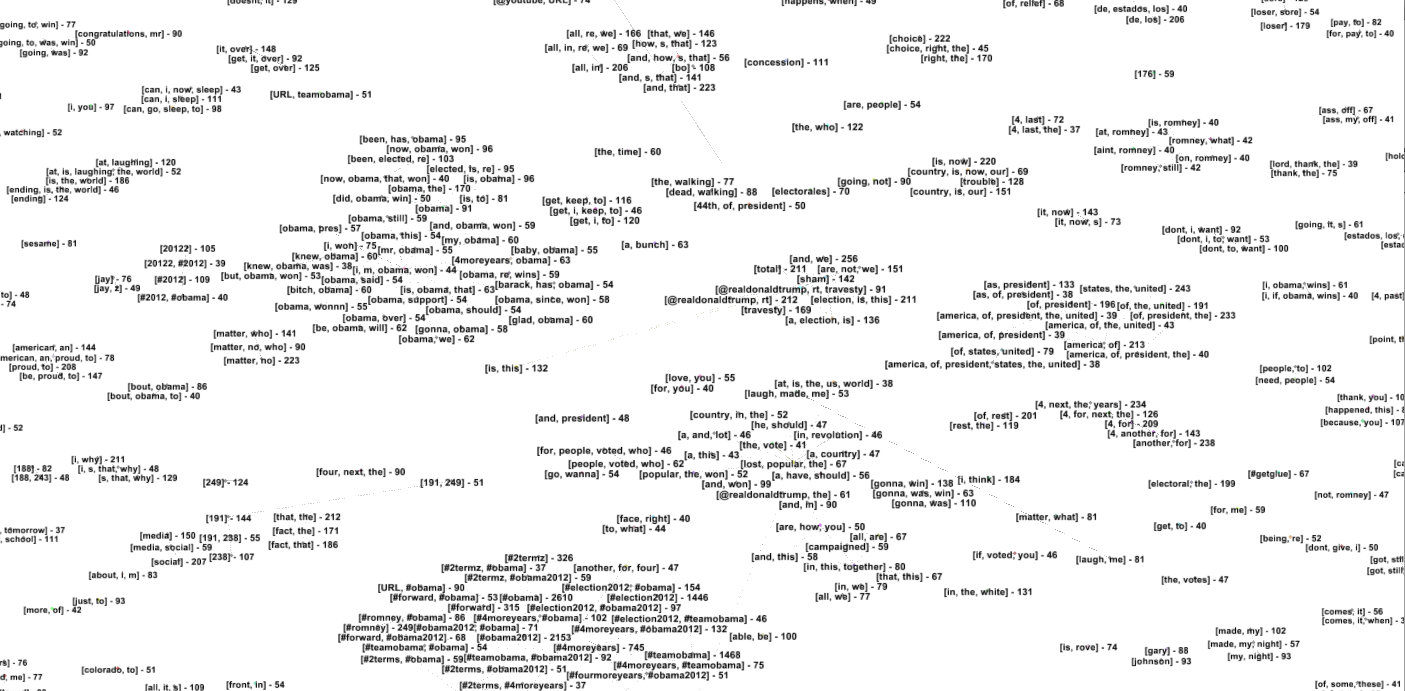 [doesn't, it] - 129
[@youtube, URL] - 74
[happens, when] - 49
[of, relief] - 68
[de, estados, los] - 40
[de, los] - 206
[loser, sore] - 54
[loser] - 179
[pay, to] - 82
[for, pay, to] - 40
going, to, win] - 77
[congratulations, mr] - 90
going, to, was, win] - 50
[going, was] - 92
[it, over] - 148
[get, it, over] - 92
[get, over] - 125
[all, re, we] - 166
[that, we] - 146
[all, in, re, we] - 69
[how, s, that] - 123
[and, how, s, that] - 56
[all, in] - 206
[bo] - 108
[and, s, that] - 141
[and, that] - 223
[concession] - 111
[choice] - 222
[choice, right, the] - 45
[right, the] - 170
[176] - 59
[can, i, now, sleep] - 43
[can, i, sleep] - 111
[i, you] - 97
[can, go, sleep, to] - 98
[URL, teamobama] - 51
[are, people] - 54
[the, who] - 122
[4, last] - 72
[4, last, the] - 37
[is, romney] - 40
[at, romney] - 43
[romney, what] - 42
[aint, romney] - 40
[on, romney] - 40
[romney, still] - 42
[ass, off] - 67
[ass, my, off] - 41
watching] - 52
[at, laughing] - 120
[at, is, laughing, the, world] - 52
[is, the, world] - 186
[ending, is, the, world] - 46
[ending] - 124
[been, has, obama] - 95
[now, obama, won] - 96
[been, elected, re] - 103
[elected, is, re] - 95
[now, obama, that, won] - 40
[is, obama] - 96
[obama, the] - 170
[did, obama, win] - 50
[is, to] - 81
[obama] - 91
[obama, still] - 59
[obama, pres] - 57
[and, obama, won] - 59
[obama, this] - 54
[my, obama] - 60
[i, won] - 75
[mr, obama] - 55
[baby, obama] - 55
[knew, obama] - 60
[4moreyears, obama] - 63
[knew, obama, was] - 38
[i, m, obama, won] - 44
[but, obama, won] - 53
[obama, said] - 54
[obama, re, wins] - 59
[barack, has, obama] - 54
[bitch, obama] - 60
[is, obama, that] - 63
[obama, support] - 54
[obama, since, won] - 58
[obama, wonnn] - 55
[obama, should] - 54
[obama, over] - 54
[glad, obama] - 60
[be, obama, will] - 62
[gonna, obama] - 58
[obama, we] - 62
[the, time] - 60
[get, keep, to] - 116
[get, i, keep, to] - 46
[get, i, to] - 120
[a, bunch] - 63
[the, walking] - 77
[dead, walking] - 88
[electorales] - 70
[44th, of, president] - 50
[going, not] - 90
[is, now] - 220
[country, is, now, our] - 69
[trouble] - 128
[country, is, our] - 151
[lord, thank, the] - 39
[thank, the] - 75
[it, now] - 143
[it, now, s] - 73
[dont, i, want] - 92
[dont, i, to, want] - 53
[dont, to, want] - 100
[going, it, s] - 61
[estados, los,
[sesame] - 81
[20122] - 105
[20122, #2012] - 39
[jay] - 76
[jay, z] - 49
[#2012] - 109
[#2012, #obama] - 40
to] - 48
- 74
[and, we] - 256
[total] - 211
[are, not, we] - 151
[sham] - 142
[@realdonaldtrump, rt, travesty] - 91
[@realdonaldtrump, rt] - 212
[election, is, this] - 211
[travesty] - 169
[a, election, is] - 136
[as, president] - 133
[states, the, united] - 243
[as, of, president] - 38
[of, president] - 196
[of, the, united] - 191
[america, of, president, the, united] - 39
[of, president, the] - 233
[america, of, the, united] - 43
[america, of, president] - 39
[america, of] - 213
[of, states, united] - 79
[america, of, president, the] - 40
[america, of, president, states, the, united] - 38
[i, obama, wins] - 61
[i, if, obama, wins] - 40
[4, past]
[matter, who] - 141
[matter, no, who] - 90
[matter, no] - 223
[american, an] - 144
american, an, proud, to] - 78
[proud, to] - 208
[be, proud, to] - 147
[bout, obama] - 86
[bout, obama, to] - 40
[is, this] - 132
[love, you] - 55
[for, you] - 40
[at, is, the, us, world] - 38
[laugh, made, me] - 53
[people, to] - 102
[need, people] - 54
[thank, you] - 10
[happened, this] - 8
[because, you] - 107
[and, president] - 48
[country, in, the] - 52
[he, should] - 47
[a, and, lot] - 46
[in, revolution] - 46
[the, vote] - 41
[for, people, voted, who] - 46
[a, this] - 43
[a, country] - 47
[people, voted, who] - 62
[lost, popular, the] - 67
[go, wanna] - 54
[popular, the, won] - 52
[a, have, should] - 56
[and, won] - 99
[gonna, win] - 138
[i, think] - 184
[@realdonaldtrump, the] - 61
[gonna, was, win] - 63
[and, in] - 90
[gonna, was] - 110
[4, next, the, years] - 234
[of, rest] - 201
[4, for, next, the] - 126
[rest, the] - 119
[4, for] - 209
[4, another, for] - 143
[another, for] - 238
] - 52
[i, why] - 211
[188] - 82
[i, s, that, why] - 48
[188, 243] - 48
[s, that, why] - 129
[249] - 124
[four, next, the] - 90
[191, 249] - 51
[#getglue] - 67
[electoral, the] - 199
[not, romney] - 47
[191] - 144
[that, the] - 212
[fact, the] - 171
[fact, that] - 186
tomorrow] - 37
school] - 111
[media] - 150
[191, 238] - 55
[media, social] - 59
[238] - 107
[social] - 207
[about, i, m] - 83
[face, right] - 40
[to, what] - 44
[are, how, you] - 50
[all, are] - 67
[campaigned] - 59
[and, this] - 58
[in, this, together] - 80
[that, this] - 67
[in, we] - 79
[all, we] - 77
[matter, what] - 81
[for, me] - 59
[get, to] - 40
[being, re] - 52
[dont, give, i] - 50
[if, voted, you] - 46
[laugh, me] - 81
[the, votes] - 47
[in, the, white] - 131
[just, to] - 93
[more, of] - 42
[#2termz] - 326
[#2termz, #obama] - 37
[another, for, four] - 47
[#2termz, #obama2012] - 59
[URL, #obama] - 90
[#election2012, #obama] - 154
[#forward, #obama] - 53
[#obama] - 2610
[#election2012] - 1446
[#forward] - 315
[#election2012, #obama2012] - 97
[#romney, #obama] - 86
[#4moreyears, #obama] - 102
[#election2012, #teamobama] - 46
[#romney] - 249
[#obama2012, #obama] - 71
[#4moreyears, #obama2012] - 132
[#forward, #obama2012] - 68
[#obama2012] - 2153
[able, be] - 100
[#teamobama, #obama] - 54
[#4moreyears] - 745
[#2terms, #obama] - 59
[#teamobama, #obama2012] - 92
[#teamobama] - 1468
[#2terms, #obama2012] - 51
[#4moreyears, #teamobama] - 75
[#fourmoreyears, #obama] - 51
[#2terms, #4moreyears] - 37
[comes, it] - 56
[comes, it, when] - 3
[made, my] - 102
[made, my, night] - 57
[my, night] - 93
[is, rove] - 74
[gary] - 88
[johnson] - 93
s] - 76
me] - 77
[colorado, to] - 51
[all, it, s] - 109
[front, in] - 54
[of, some, these] - 41